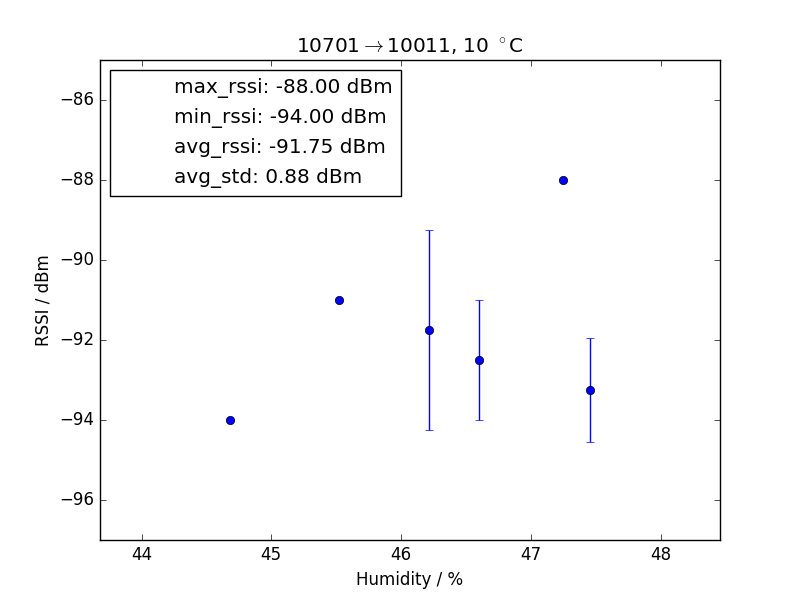 10701→10011, 10 °C
max_rssi: -88.00 dBm
min_rssi: -94.00 dBm
avg_rssi: -91.75 dBm
avg_std: 0.88 dBm
RSSI / dBm
−86
−88
−90
−92
−94
−96
44 45 46 47 48
Humidity / %